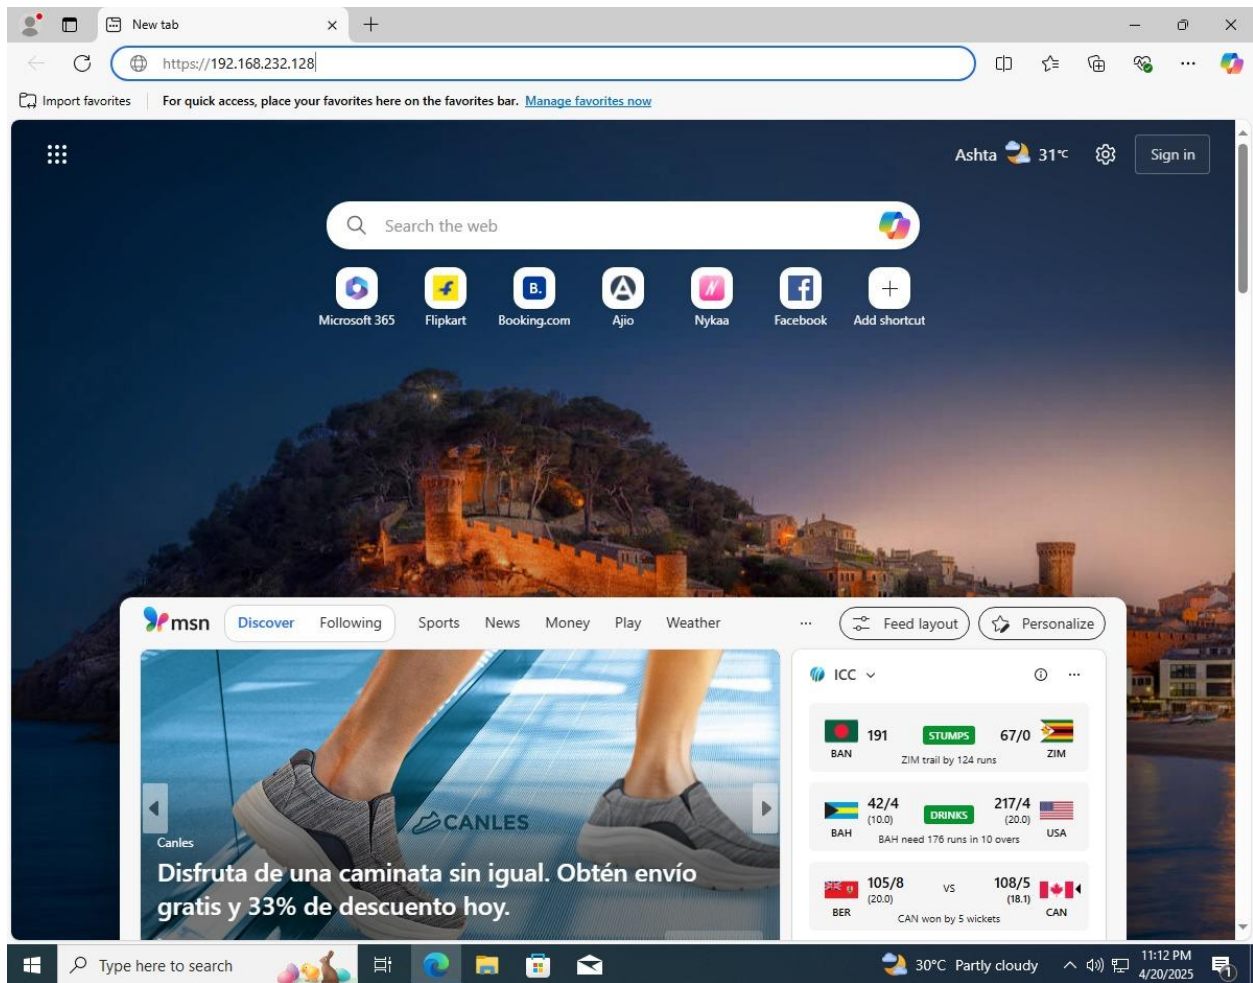 New tab
https://192.168.232.128
Import favorites
For quick access, place your favorites here on the favorites bar. Manage favorites now
Ashta 31°C
Sign in
Search the web
Microsoft 365
Flipkart
B.
Booking.com
Ajio
N
Nykaa
Facebook
Add shortcut
msn
Discover
Following
Sports
News
Money
Play
Weather
Feed layout
Personalize
CANLES
Canles
Disfruta de una caminata sin igual. Obtén envío
gratis y 33% de descuento hoy.
ICC
191 STUMPS 67/0
BAN ZIM
ZIM trail by 124 runs
42/4 DRINKS 217/4
(10.0) (20.0)
BAH USA
BAH need 176 runs in 10 overs
105/8 VS 108/5
(20.0) (18.1)
BER CAN
CAN won by 5 wickets
Type here to search
30°C Partly cloudy
11:12 PM
4/20/2025
1